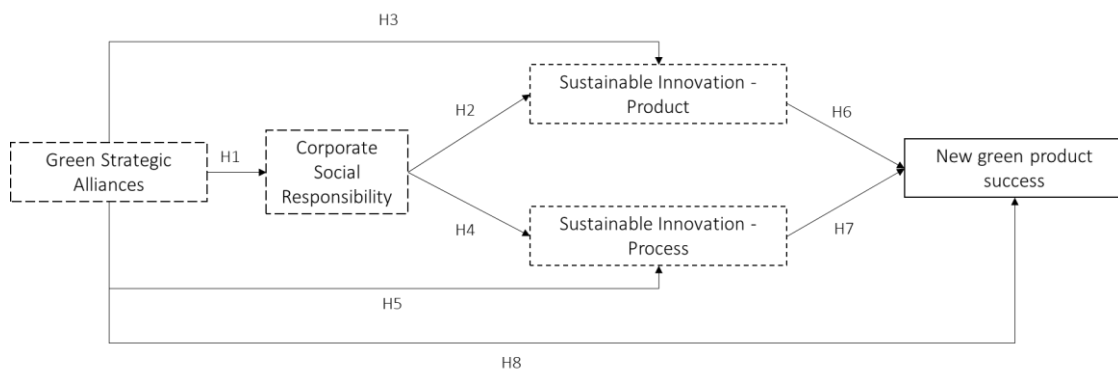 H3
Sustainable Innovation -
Product
H2
H6
H1
Green Strategic
Alliances
Corporate
Social
Responsibility
New green product
success
H4
Sustainable Innovation -
Process
H7
H5
H8